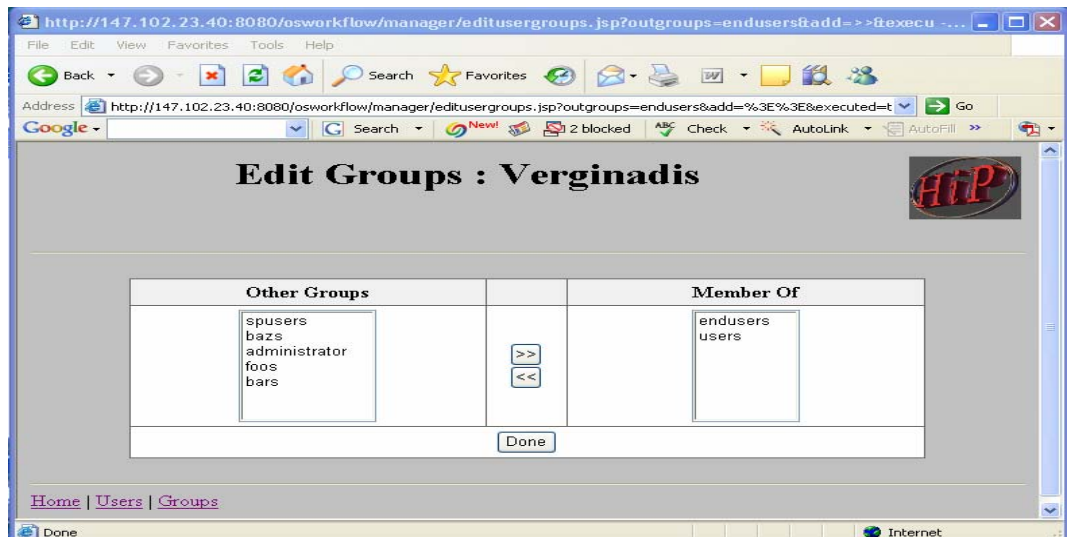 http://147.102.23.40:8080/osworkflow/manager/editusergroups.jsp?outgroups=endusers&add=>>&execu -...
File Edit View Favorites Tools Help
Back Search Favorites
Address http://147.102.23.40:8080/osworkflow/manager/editusergroups.jsp?outgroups=endusers&add=%3E%3E&executed=t Go
Google Search New! 2 blocked ABC Check AutoLink AutoFill >>
Edit Groups : Verginadis
HiP
Other Groups Member Of
spusers endusers
bazs users
administrator
foos
bars
>>
<<
Done
Home | Users | Groups
Done Internet